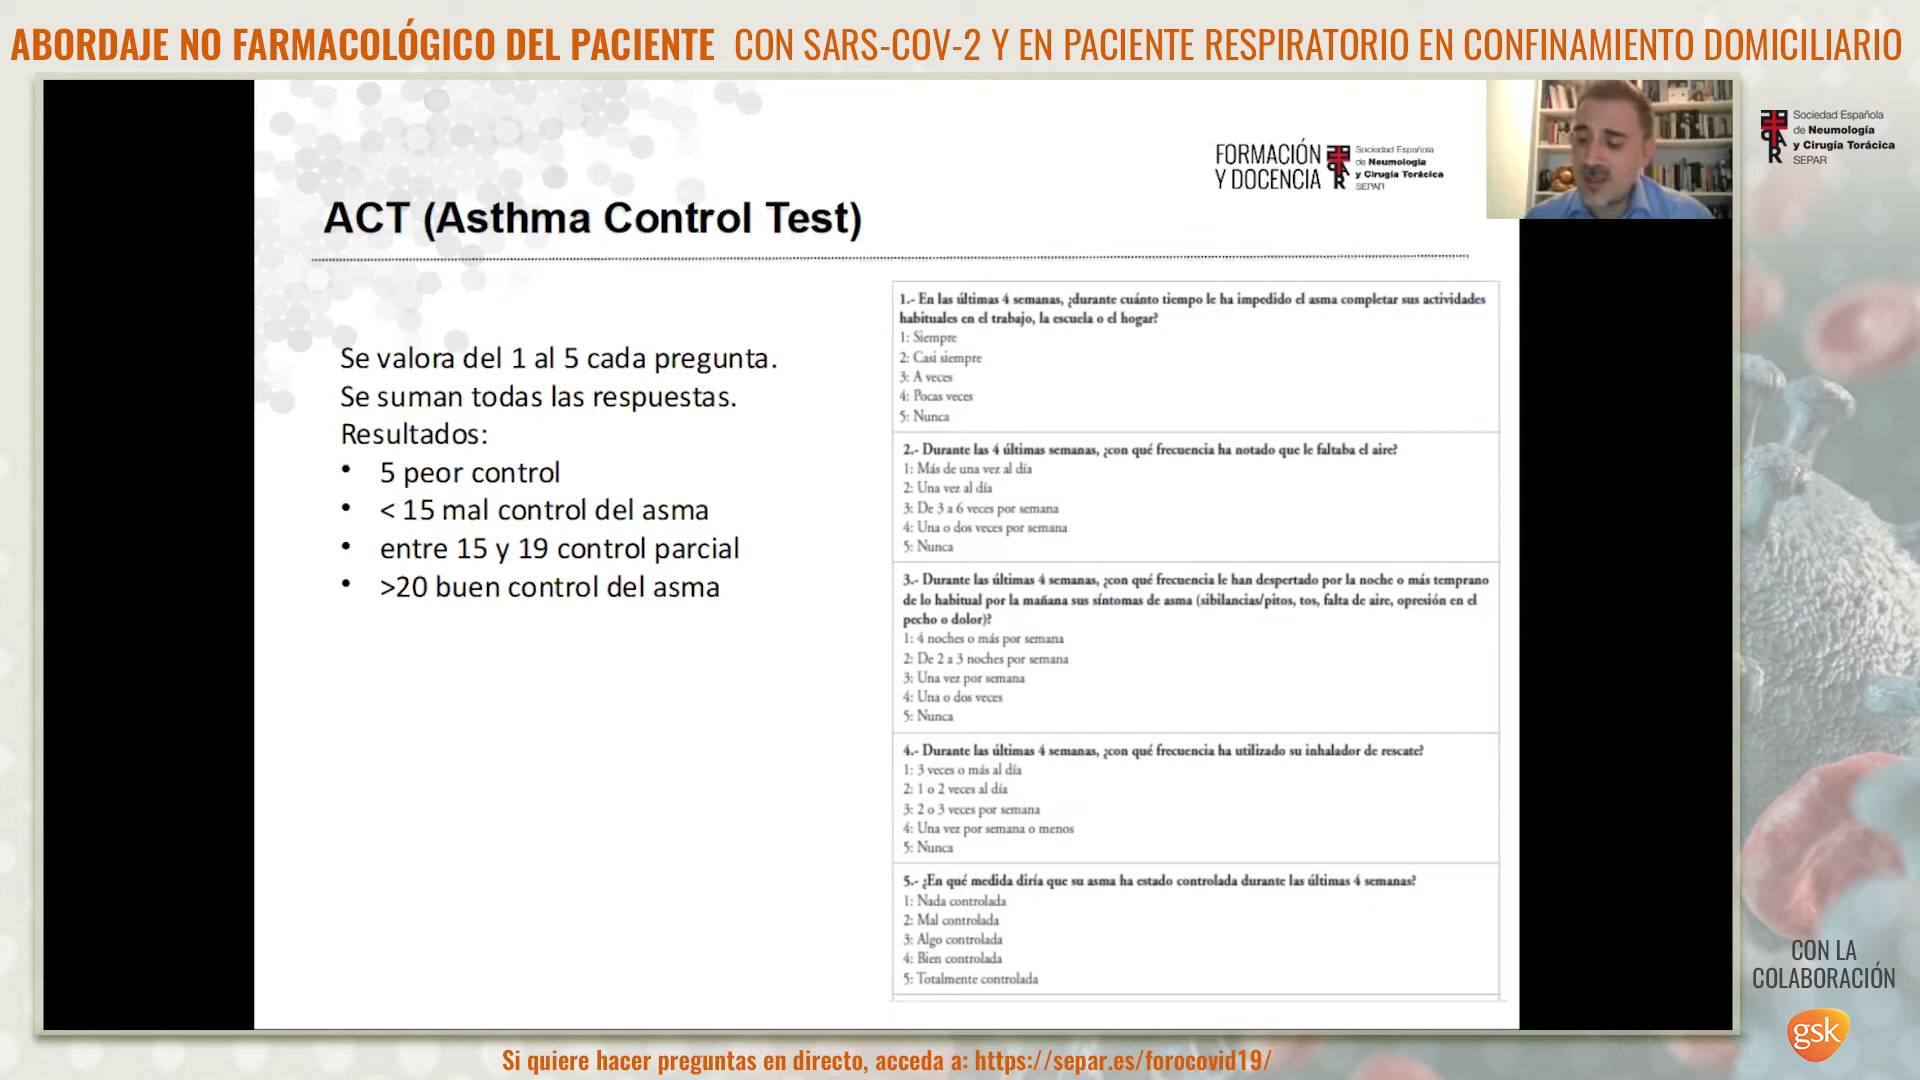 ABORDAJE NO FARMACOLÓGICO DEL PACIENTE CON SARS-COV-2 Y EN PACIENTE RESPIRATORIO EN CONFINAMIENTO DOMICILIARIO
FORMACIÓN
Y DOCENCIA
Sociedad Española
de Neumología
y Cirugía Torácica
SEPAR
Sociedad Española
de Neumología
y Cirugía Torácica
SEPAR
ACT (Asthma Control Test)
Se valora del 1 al 5 cada pregunta.
Se suman todas las respuestas.
Resultados:
• 5 peor control
• < 15 mal control del asma
• entre 15 y 19 control parcial
• >20 buen control del asma
1.- En las últimas 4 semanas, ¿durante cuánto tiempo le ha impedido el asma completar sus actividades
habituales en el trabajo, la escuela o el hogar?
1: Siempre
2: Casi siempre
3: A veces
4: Pocas veces
5: Nunca
2.- Durante las 4 últimas semanas, ¿con qué frecuencia ha notado que le faltaba el aire?
1: Más de una vez al día
2: Una vez al día
3: De 3 a 6 veces por semana
4: Una o dos veces por semana
5: Nunca
3.- Durante las últimas 4 semanas, ¿con qué frecuencia le han despertado por la noche o más temprano
de lo habitual por la mañana sus síntomas de asma (sibilancias/pitos, tos, falta de aire, opresión en el
pecho o dolor)?
1: 4 noches o más por semana
2: De 2 a 3 noches por semana
3: Una vez por semana
4: Una o dos veces
5: Nunca
4.- Durante las últimas 4 semanas, ¿con qué frecuencia ha utilizado su inhalador de rescate?
1: 3 veces o más al día
2: 1 o 2 veces al día
3: 2 o 3 veces por semana
4: Una vez por semana o menos
5: Nunca
5.- ¿En qué medida diría que su asma ha estado controlada durante las últimas 4 semanas?
1: Nada controlada
2: Mal controlada
3: Algo controlada
4: Bien controlada
5: Totalmente controlada
CON LA
COLABORACIÓN
gsk
Si quiere hacer preguntas en directo, acceda a: https://separ.es/forocovid19/